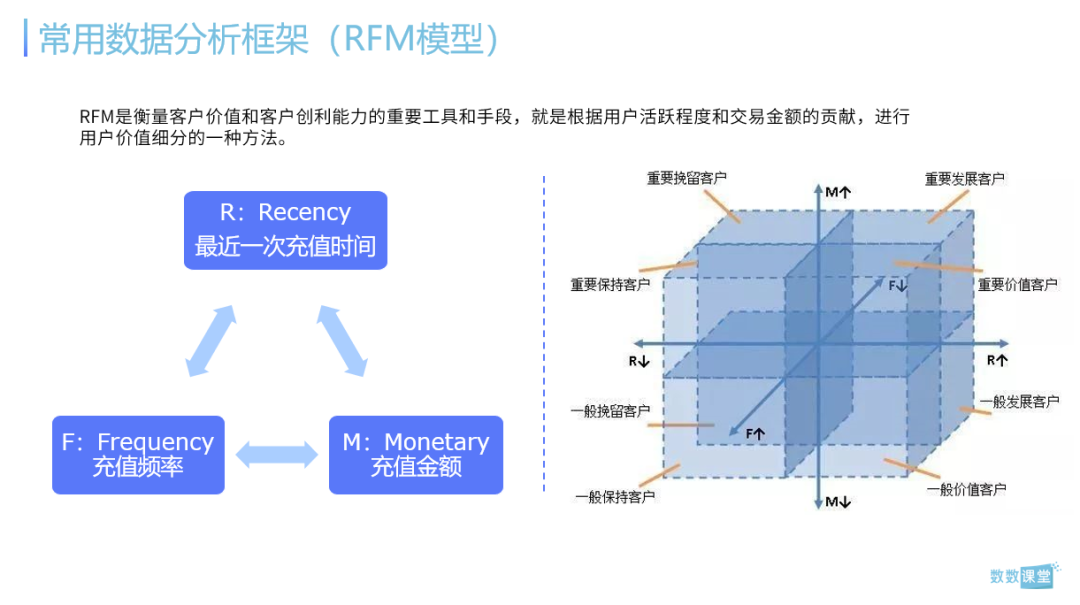 常用数据分析框架（RFM模型）
RFM是衡量客户价值和客户创利能力的重要工具和手段，就是根据用户活跃程度和交易金额的贡献，进行
用户价值细分的一种方法。
R：Recency
最近一次充值时间
F：Frequency
充值频率
M：Monetary
充值金额
重要挽留客户
M↑
重要发展客户
重要保持客户
F↓
重要价值客户
R↓
R↑
一般挽留客户
一般发展客户
F↑
一般保持客户
一般价值客户
M↓
数数课堂